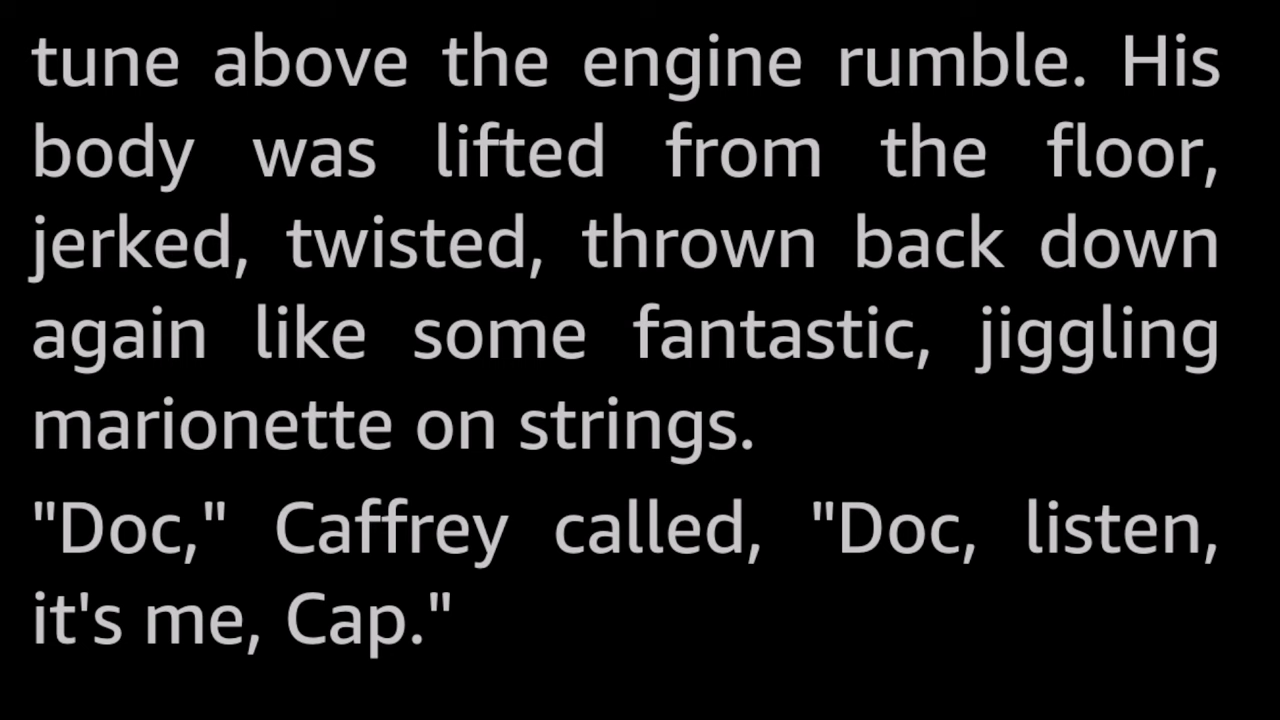 tune above the engine rumble. His
body was lifted from the floor,
jerked, twisted, thrown back down
again like some fantastic, jiggling
marionette on strings.
"Doc," Caffrey called, "Doc, listen,
it's me, Cap."